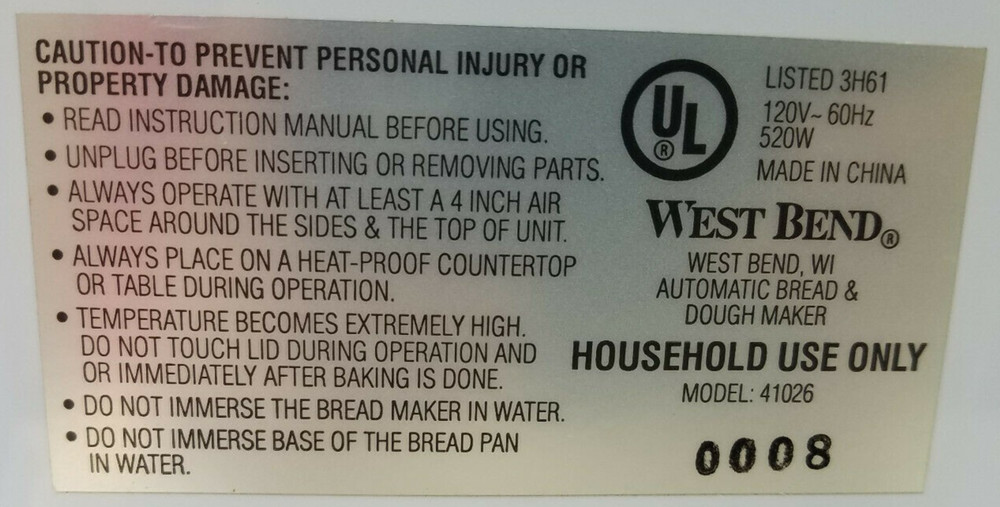 CAUTION-TO PREVENT PERSONAL INJURY OR
PROPERTY DAMAGE:
• READ INSTRUCTION MANUAL BEFORE USING.
• UNPLUG BEFORE INSERTING OR REMOVING PARTS.
• ALWAYS OPERATE WITH AT LEAST A 4 INCH AIR
SPACE AROUND THE SIDES & THE TOP OF UNIT.
• ALWAYS PLACE ON A HEAT-PROOF COUNTERTOP
OR TABLE DURING OPERATION.
• TEMPERATURE BECOMES EXTREMELY HIGH.
DO NOT TOUCH LID DURING OPERATION AND
OR IMMEDIATELY AFTER BAKING IS DONE.
• DO NOT IMMERSE THE BREAD MAKER IN WATER.
• DO NOT IMMERSE BASE OF THE BREAD PAN
IN WATER.
UL®
LISTED 3H61
120V~ 60Hz
520W
MADE IN CHINA
WEST BEND®
WEST BEND, WI
AUTOMATIC BREAD &
DOUGH MAKER
HOUSEHOLD USE ONLY
MODEL: 41026
0008